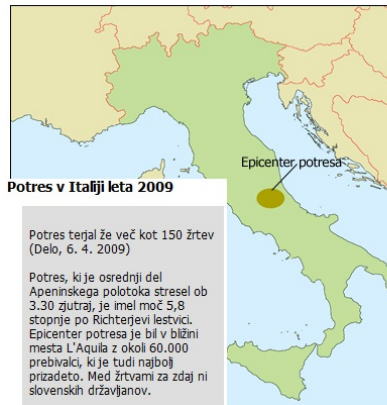 Epicenter potresa
Potres v Italiji leta 2009
Potres terjal že več kot 150 žrtev
(Delo, 6. 4. 2009)
Potres, ki je osrednji del
Apeninskega polotoka stresel ob
3.30 zjutraj, je imel moč 5,8
stopnje po Richterjevi lestvici.
Epicenter potresa je bil v bližini
mesta L'Aquila z okoli 60.000
prebivalci, ki je tudi najbolj
prizadeto. Med žrtvami za zdaj ni
slovenskih državljanov.